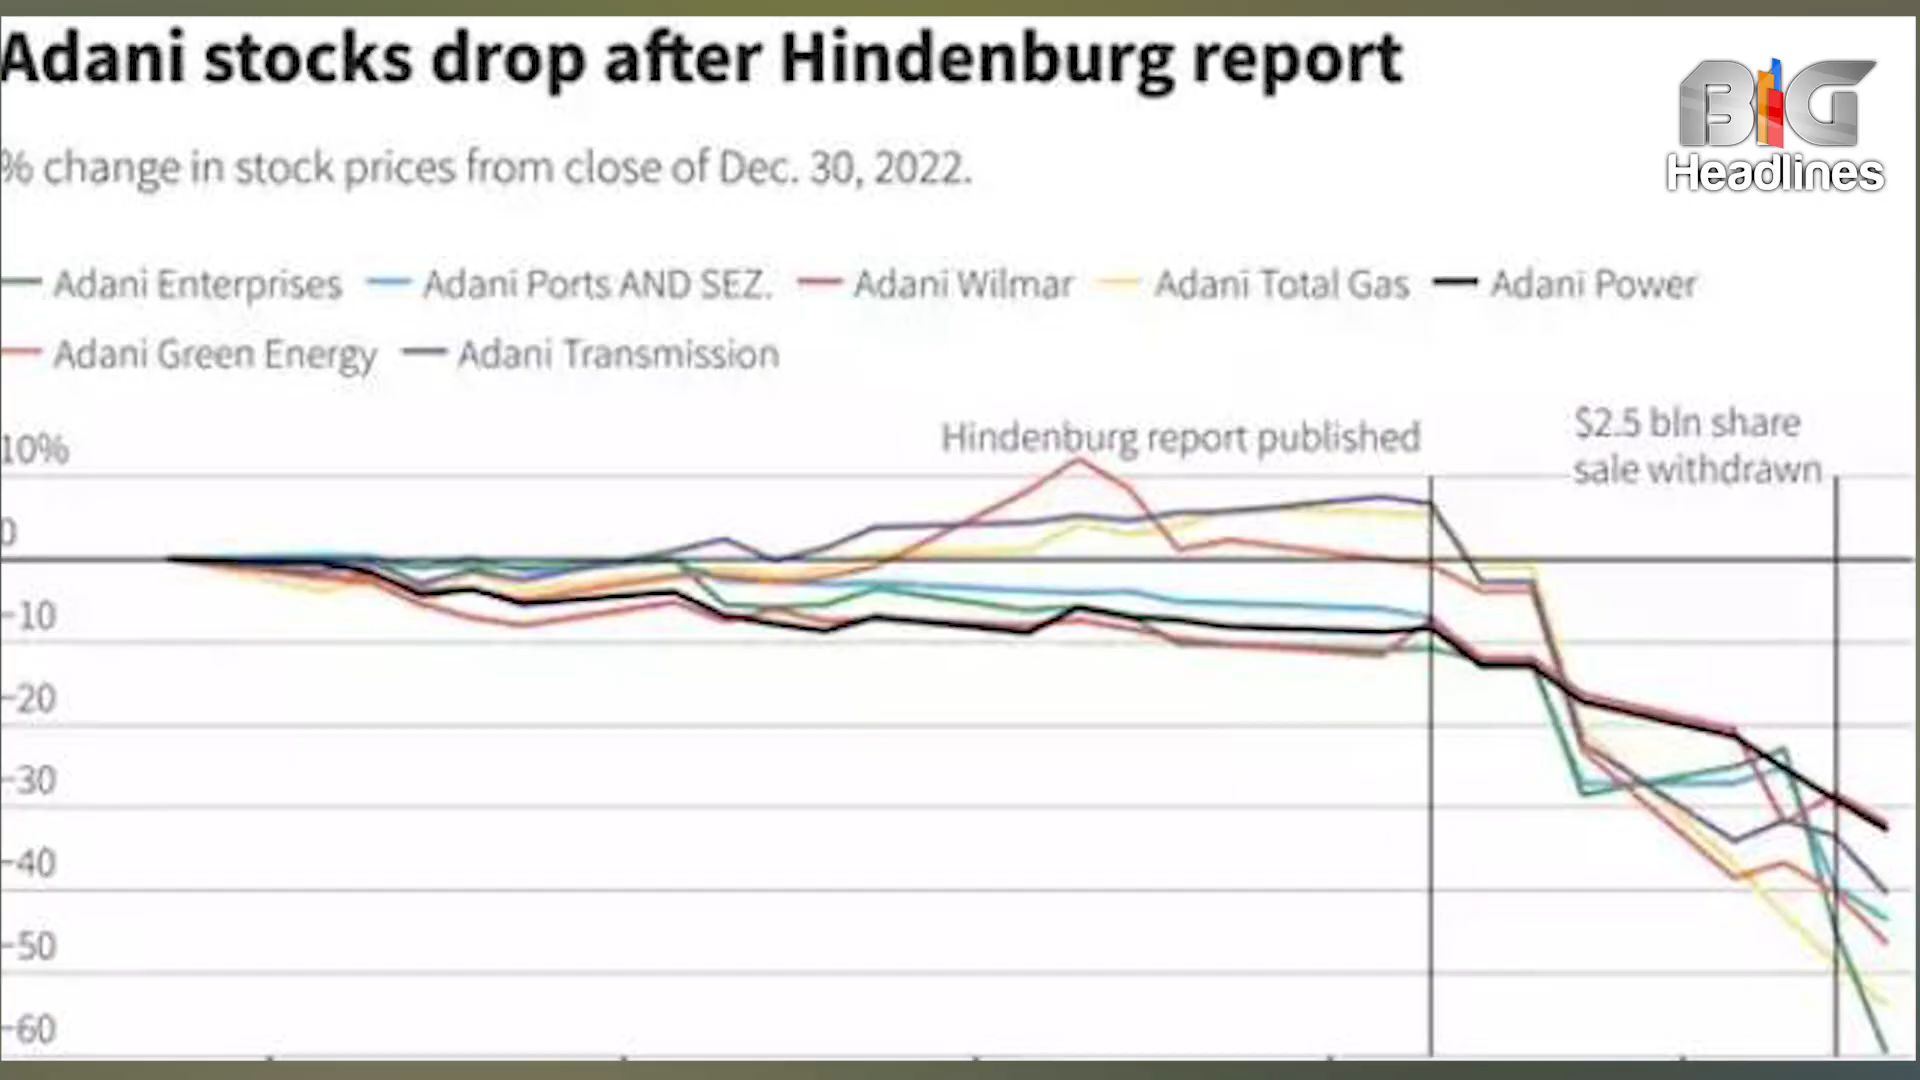 Adani stocks drop after Hindenburg report
BIG
Headlines
% change in stock prices from close of Dec. 30, 2022.
Adani Enterprises Adani Ports AND SEZ. Adani Wilmar Adani Total Gas Adani Power
Adani Green Energy Adani Transmission
Hindenburg report published
$2.5 bln share
sale withdrawn
10%
0
-10
-20
-30
-40
-50
-60